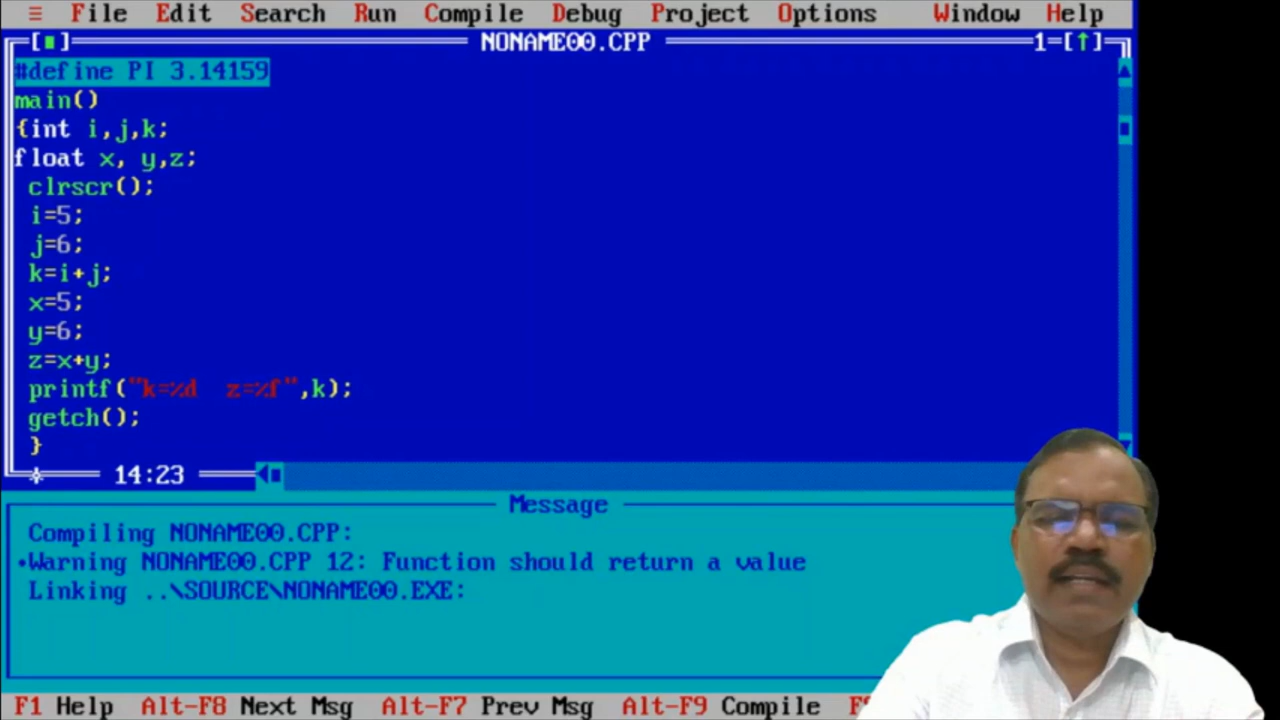 ≡ File Edit Search Run Compile Debug Project Options Window Help
[■] NONAME00.CPP 1=[↑]
#define PI 3.14159
main()
{int i,j,k;
float x, y,z;
clrscr();
i=5;
j=6;
k=i+j;
x=5;
y=6;
z=x+y;
printf("k=%d z=%f",k);
getch();
}
14:23
Message
Compiling NONAME00.CPP:
•Warning NONAME00.CPP 12: Function should return a value
Linking ..\SOURCE\NONAME00.EXE:
F1 Help Alt-F8 Next Msg Alt-F7 Prev Msg Alt-F9 Compile